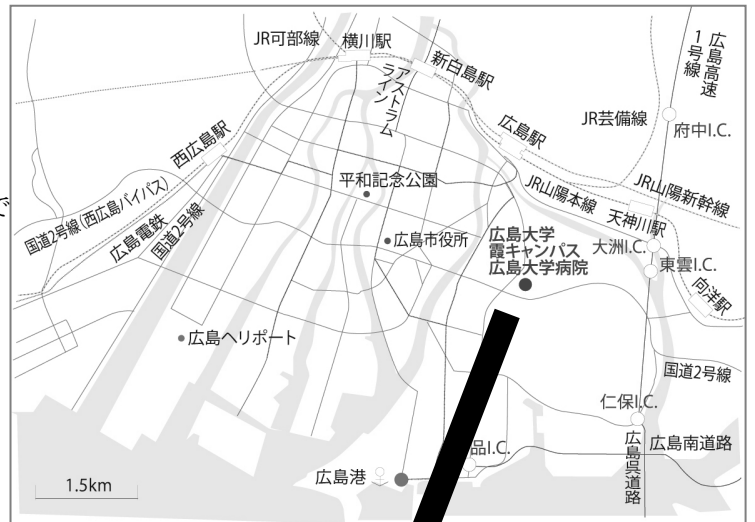 JR可部線
横川駅
アストラム
ライン
新白島駅
広島高速
1号線
JR芸備線
府中I.C.
広島駅
西広島駅
で
平和記念公園
JR山陽本線
JR山陽新幹線
天神川駅
国道2号線(西広島バイパス)
広島電鉄
国道2号線
広島市役所
広島大学
霞キャンパス
広島大学病院
大洲I.C.
東雲I.C.
向洋駅
広島ヘリポート
国道2号線
仁保I.C.
広島呉道路
広島南道路
品I.C.
広島港
1.5km